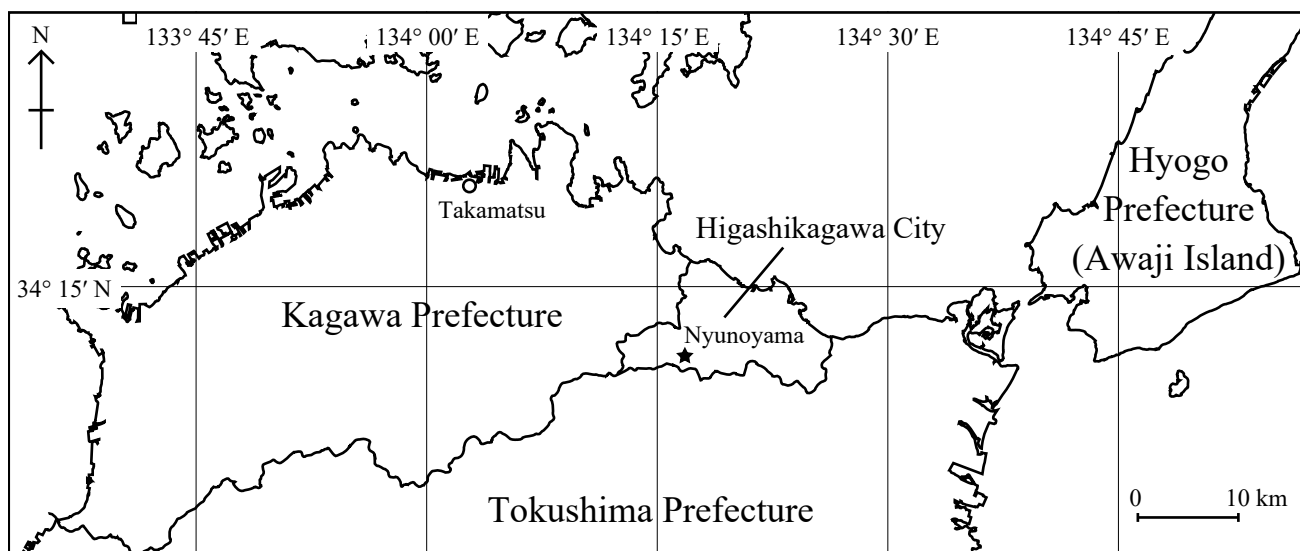 N
133° 45′ E
134° 00′ E
134° 15′ E
134° 30′ E
134° 45′ E
Hyogo
Prefecture
(Awaji Island)
Takamatsu
Higashikagawa City
34° 15′ N
Kagawa Prefecture
Nyunoyama
Tokushima Prefecture
0
10 km